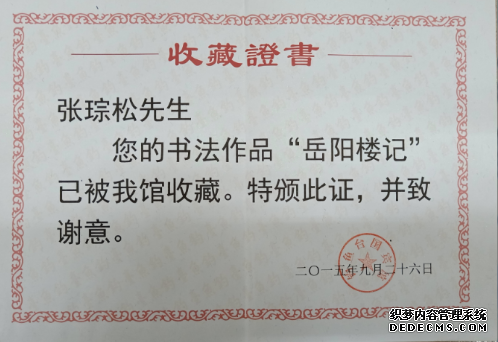 收藏證書
张琮松先生
您的书法作品“岳阳楼记”
已被我馆收藏。特颁此证，并致
谢意。
二〇一五年九月二十六日
织梦内容管理系统
DEDECMS.COM